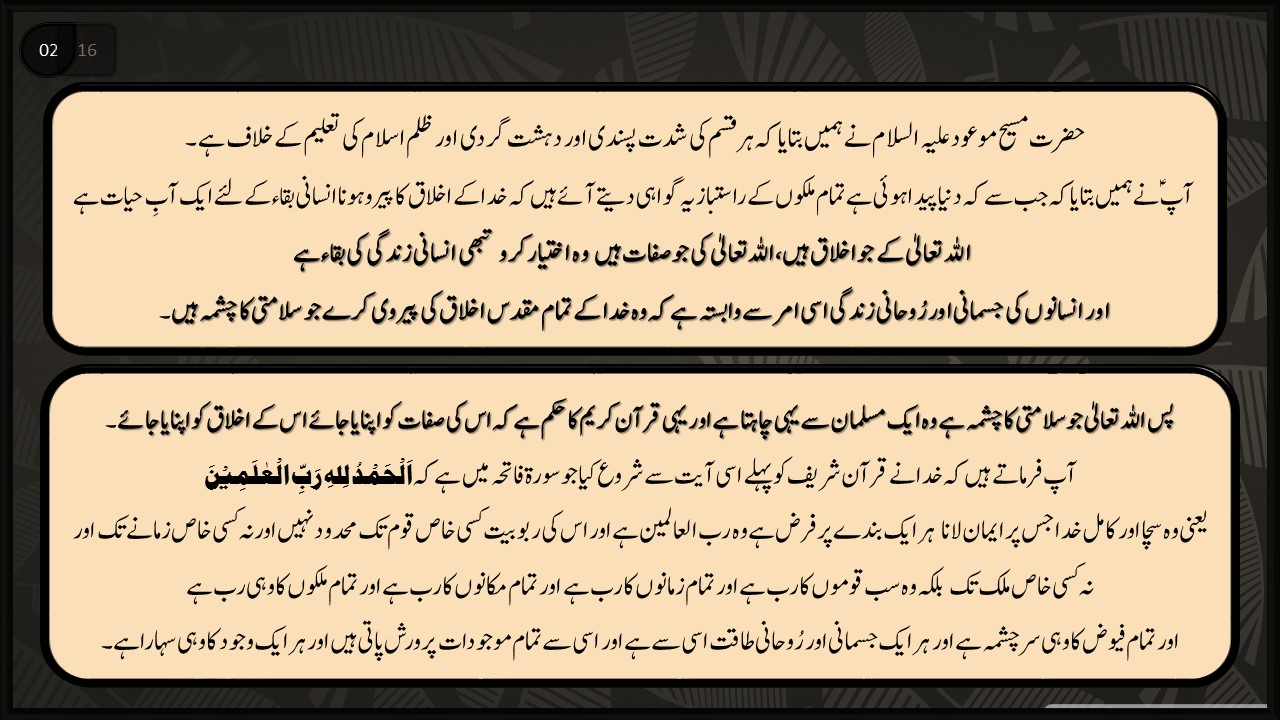 02 16
حضرت مسیح موعود علیہ السلام نے ہمیں بتایا کہ ہر قسم کی شدت پسندی اور دہشت گردی اور ظلم اسلام کی تعلیم کے خلاف ہے۔
آپؑ نے ہمیں بتایا کہ جب سے کہ دنیا پیدا ہوئی ہے تمام ملکوں کے راستباز یہ گواہی دیتے آئے ہیں کہ خدا کے اخلاق کا پیرو ہونا انسانی بقاء کے لئے ایک آبِ حیات ہے
اللہ تعالیٰ کے جو اخلاق ہیں، اللہ تعالیٰ کی جو صفات ہیں وہ اختیار کرو تبھی انسانی زندگی کی بقاء ہے
اور انسانوں کی جسمانی اور رُوحانی زندگی اسی امر سے وابستہ ہے کہ وہ خدا کے تمام مقدس اخلاق کی پیروی کرے جو سلامتی کا چشمہ ہیں۔
پس اللہ تعالیٰ جو سلامتی کا چشمہ ہے وہ ایک مسلمان سے یہی چاہتا ہے اور یہی قرآن کریم کا حکم ہے کہ اس کی صفات کو اپنایا جائے اس کے اخلاق کو اپنایا جائے۔
آپ فرماتے ہیں کہ خدا نے قرآن شریف کو پہلے اسی آیت سے شروع کیا جو سورۃ فاتحہ میں ہے کہ اَلْحَمْدُ لِلهِ رَبِّ الْعٰلَمِيْنَ
یعنی وہ سچا اور کامل خدا جس پر ایمان لانا ہر ایک بندے پر فرض ہے وہ رب العالمین ہے اور اس کی ربوبیت کسی خاص قوم تک محدود نہیں اور نہ کسی خاص زمانے تک اور
نہ کسی خاص ملک تک بلکہ وہ سب قوموں کا رب ہے اور تمام زمانوں کا رب ہے اور تمام مکانوں کا رب ہے اور تمام ملکوں کا وہی رب ہے
اور تمام فیوض کا وہی سرچشمہ ہے اور ہر ایک جسمانی اور رُوحانی طاقت اسی سے ہے اور اسی سے تمام موجودات پرورش پاتی ہیں اور ہر ایک وجود کا وہی سہارا ہے۔